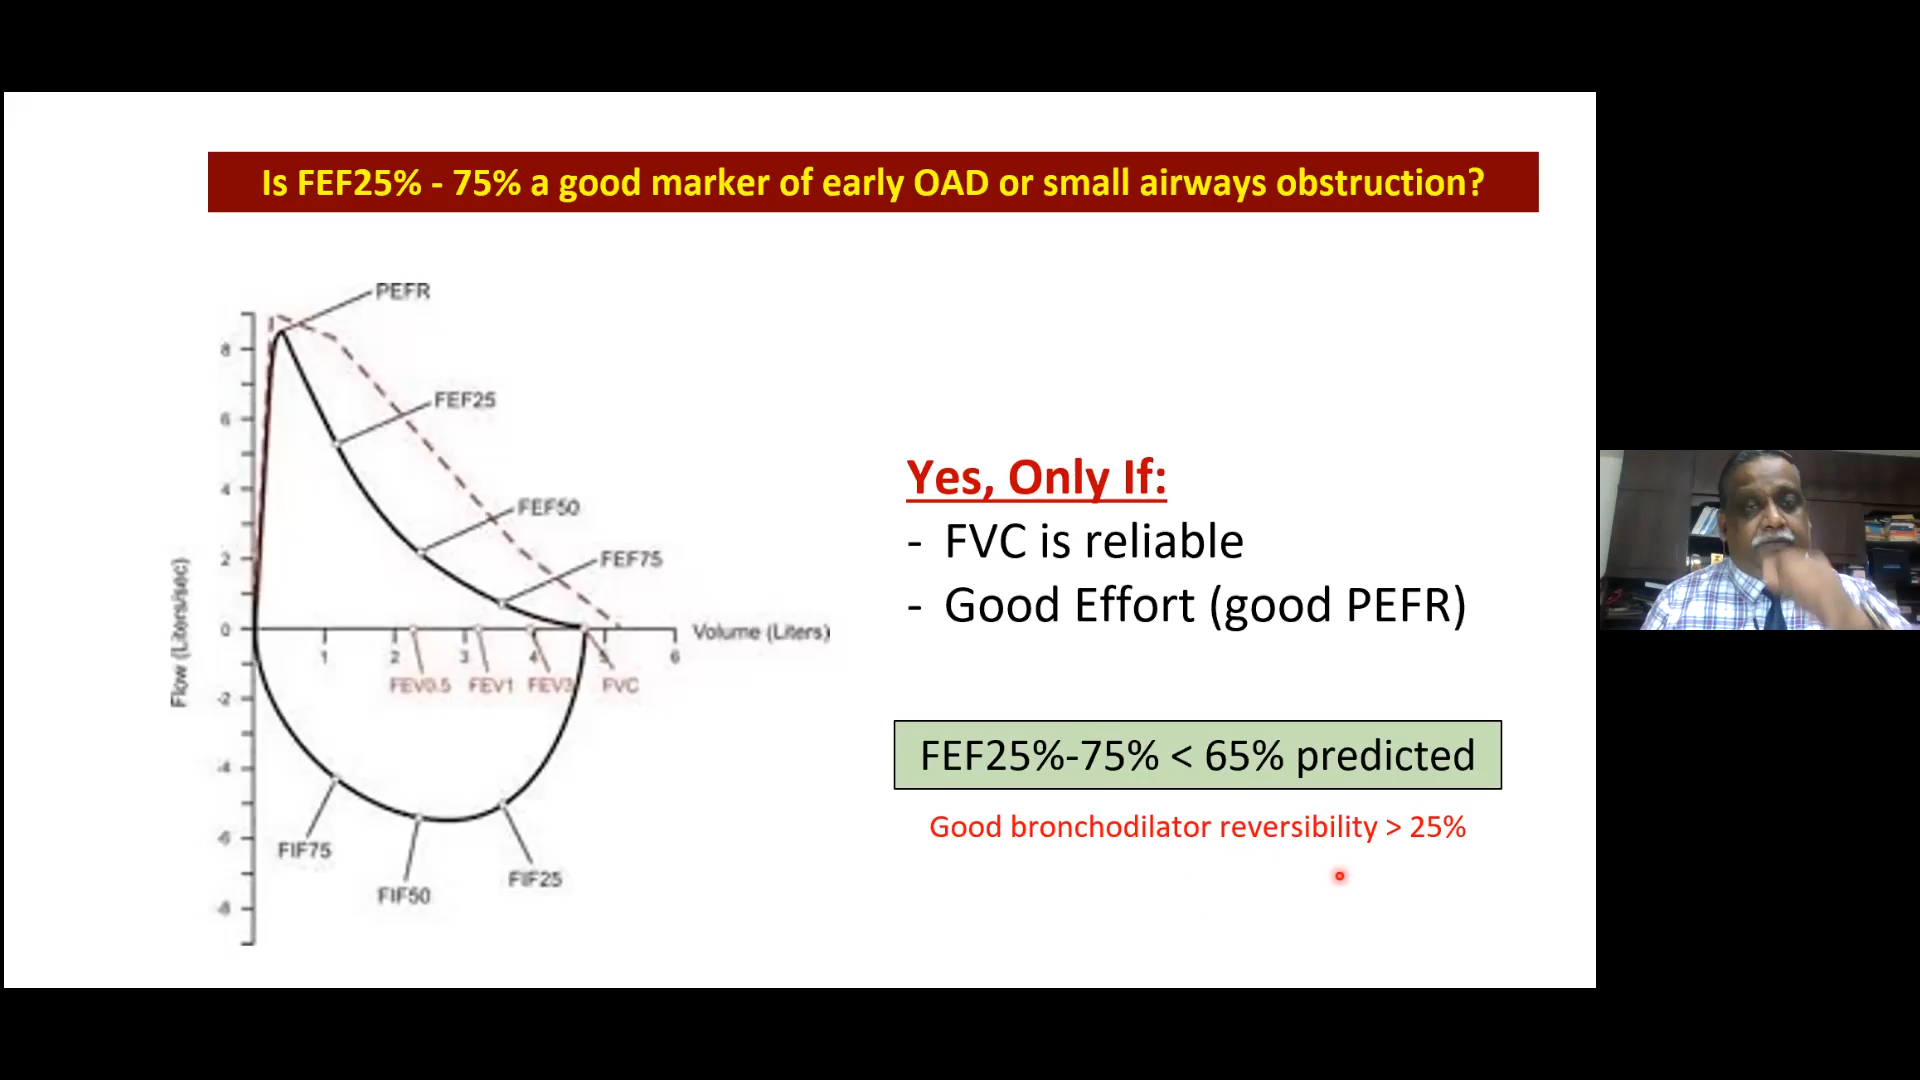 Is FEF25% - 75% a good marker of early OAD or small airways obstruction?
PEFR
FEF25
FEF50
FEF75
8
6
4
2
0
-2
-4
-6
-8
Flow (Liters/sec)
1
2
3
4
5
6
Volume (Liters)
FEV0.5
FEV1
FEV3
FVC
FIF75
FIF50
FIF25
Yes, Only If:
- FVC is reliable
- Good Effort (good PEFR)
FEF25%-75% < 65% predicted
Good bronchodilator reversibility > 25%